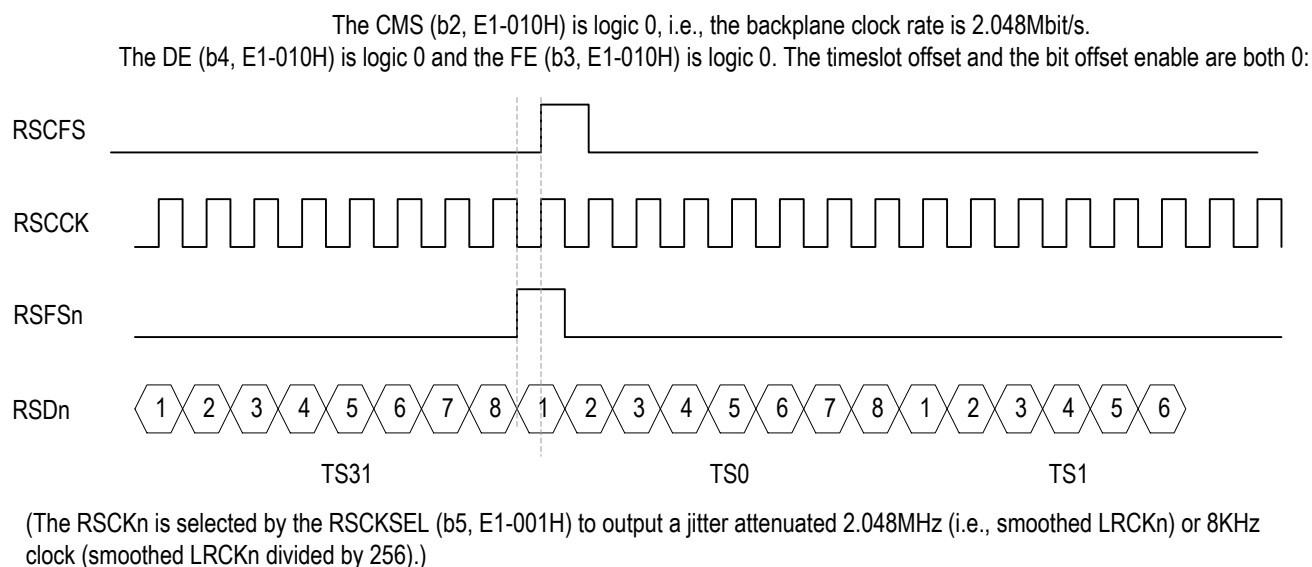 The CMS (b2, E1-010H) is logic 0, i.e., the backplane clock rate is 2.048Mbit/s.
The DE (b4, E1-010H) is logic 0 and the FE (b3, E1-010H) is logic 0. The timeslot offset and the bit offset enable are both 0:
RSCFS
RSCCK
RSFSn
RSDn 1 2 3 4 5 6 7 8 1 2 3 4 5 6 7 8 1 2 3 4 5 6
TS31 TS0 TS1
(The RSCKn is selected by the RSCKSEL (b5, E1-001H) to output a jitter attenuated 2.048MHz (i.e., smoothed LRCKn) or 8KHz
clock (smoothed LRCKn divided by 256).)